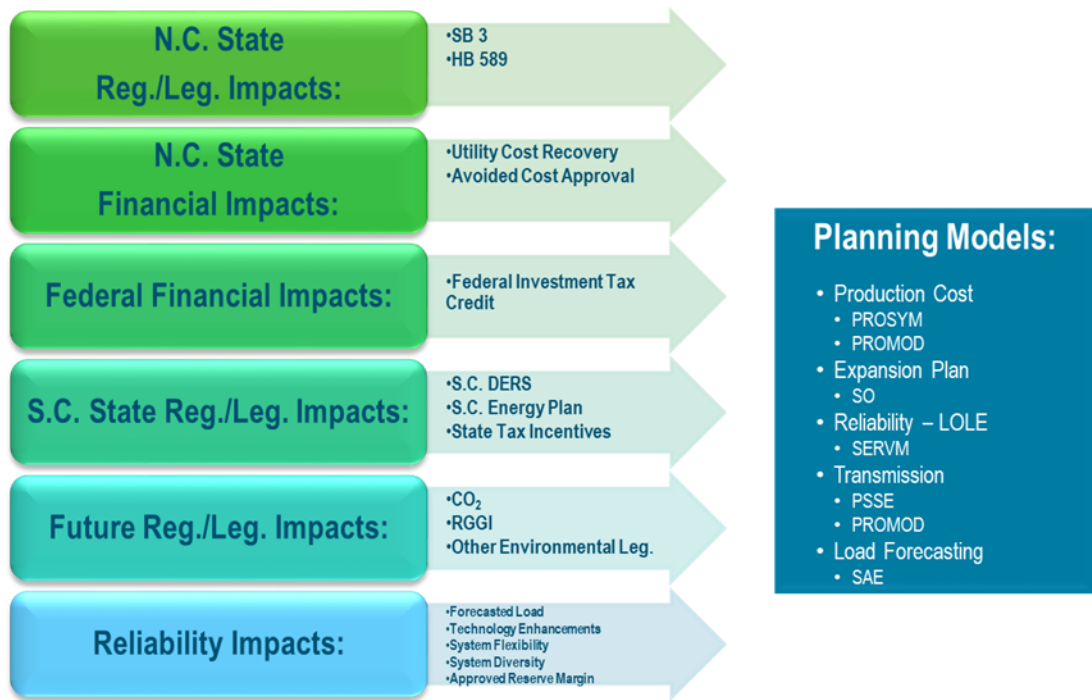 N.C. State
Reg./Leg. Impacts:
•SB 3
•HB 589
N.C. State
Financial Impacts:
•Utility Cost Recovery
•Avoided Cost Approval
Federal Financial Impacts:
•Federal Investment Tax
Credit
S.C. State Reg./Leg. Impacts:
•S.C. DERS
•S.C. Energy Plan
•State Tax Incentives
Future Reg./Leg. Impacts:
•CO₂
•RGGI
•Other Environmental Leg.
Reliability Impacts:
•Forecasted Load
•Technology Enhancements
•System Flexibility
•System Diversity
•Approved Reserve Margin
Planning Models:
• Production Cost
• PROSYM
• PROMOD
• Expansion Plan
• SO
• Reliability – LOLE
• SERVM
• Transmission
• PSSE
• PROMOD
• Load Forecasting
• SAE